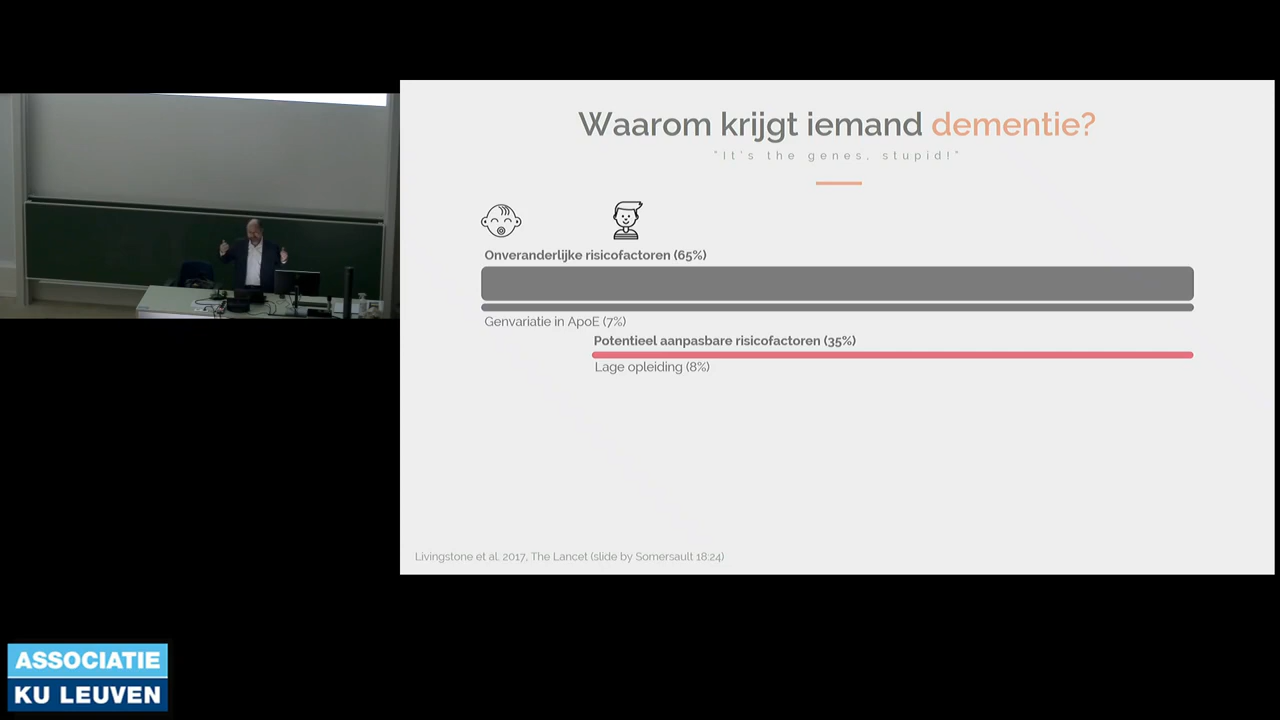 Waarom krijgt iemand dementie?
"It's the genes, stupid!"
Onveranderlijke risicofactoren (65%)
Genvariatie in ApoE (7%)
Potentieel aanpasbare risicofactoren (35%)
Lage opleiding (8%)
Livingstone et al. 2017, The Lancet (slide by Somersault 18:24)
ASSOCIATIE
KU LEUVEN